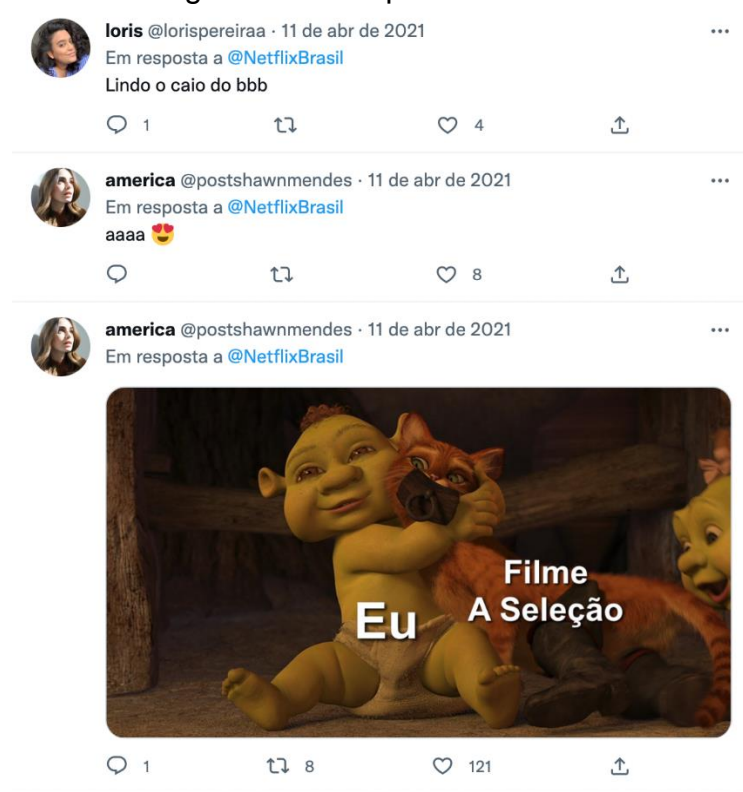 loris @lorispereiraa · 11 de abr de 2021
Em resposta a @NetflixBrasil
Lindo o caio do bbb
1 4
america @postshawnmendes · 11 de abr de 2021
Em resposta a @NetflixBrasil
aaaa 😍
8
america @postshawnmendes · 11 de abr de 2021
Em resposta a @NetflixBrasil
Filme
A Seleção
Eu
1 8 121